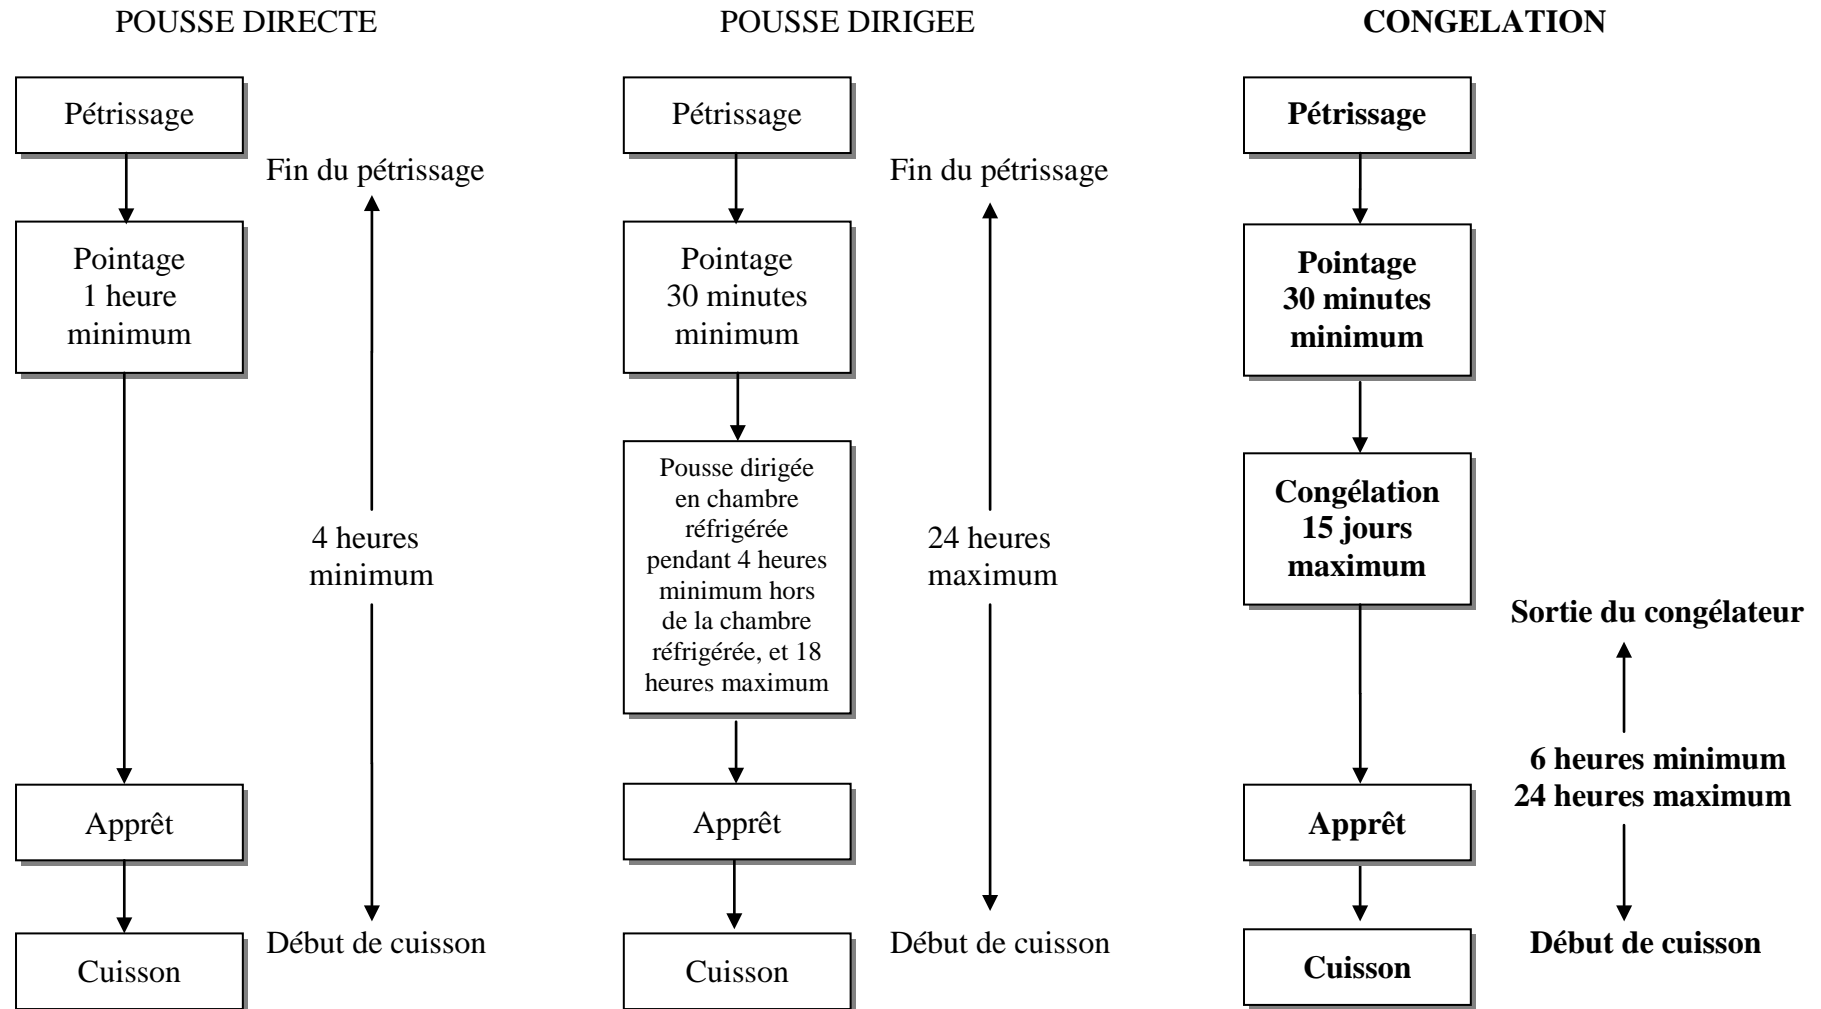 POUSSE DIRECTE
Pétrissage
Fin du pétrissage
Pointage
1 heure
minimum
4 heures
minimum
Apprêt
Début de cuisson
Cuisson
POUSSE DIRIGEE
Pétrissage
Fin du pétrissage
Pointage
30 minutes
minimum
Pousse dirigée
en chambre
réfrigérée
pendant 4 heures
minimum hors
de la chambre
réfrigérée, et 18
heures maximum
24 heures
maximum
Apprêt
Début de cuisson
Cuisson
CONGELATION
Pétrissage
Pointage
30 minutes
minimum
Congélation
15 jours
maximum
Sortie du congélateur
6 heures minimum
24 heures maximum
Apprêt
Début de cuisson
Cuisson